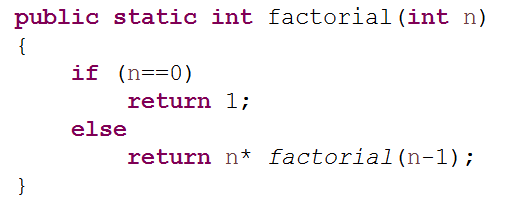 public static int factorial(int n)
{
    if (n==0)
        return 1;
    else
        return n* factorial(n-1);
}